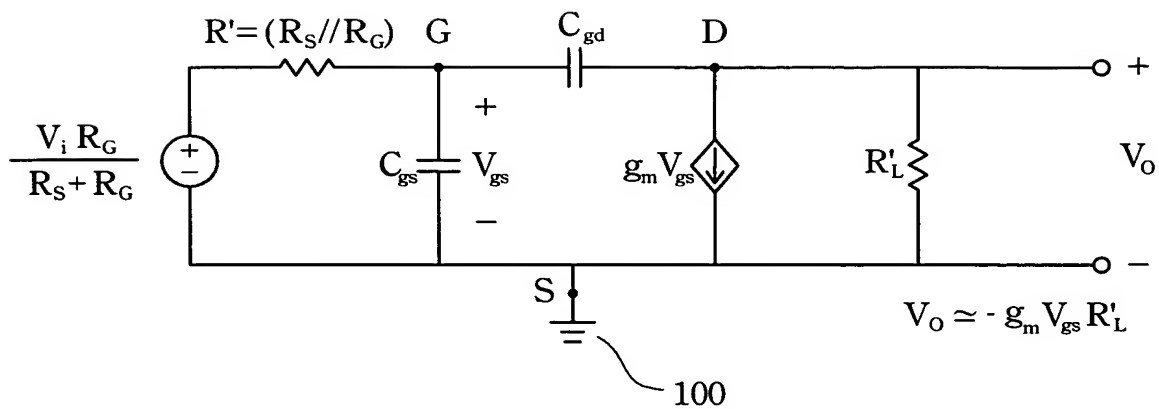 R'=(R_S//R_G)
G
C_gd
D
+
V_i R_G
R_S+R_G
+
−
C_gs
+
V_gs
−
g_m V_gs
R'_L
V_O
−
S
V_O ≃ - g_m V_gs R'_L
100